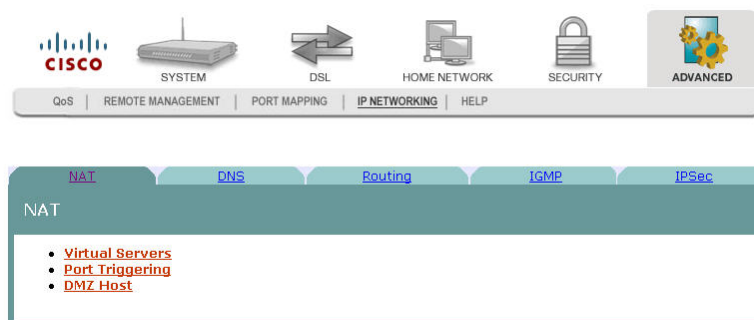 CISCO
SYSTEM DSL HOME NETWORK SECURITY ADVANCED
QoS | REMOTE MANAGEMENT | PORT MAPPING | IP NETWORKING | HELP
NAT DNS Routing IGMP IPSec
NAT
Virtual Servers
Port Triggering
DMZ Host